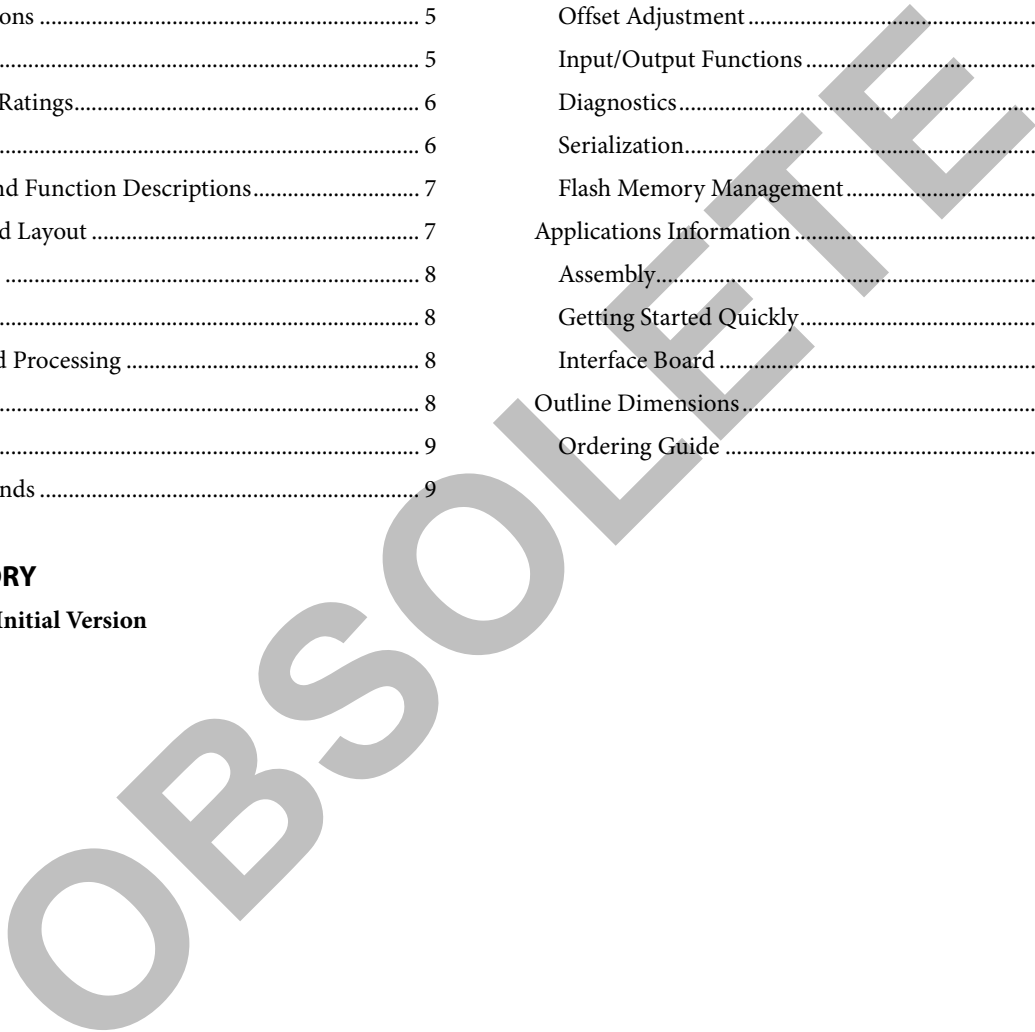 ons ........................................................................................ 5
................................................................................................ 5
Ratings................................................................................. 6
................................................................................................ 6
nd Function Descriptions....................................... 7
d Layout ............................................................................. 7
................................................................................................ 8
................................................................................................ 8
d Processing ..................................................................... 8
................................................................................................ 8
................................................................................................ 9
nds ........................................................................................ 9
ORY
Initial Version
Offset Adjustment....................................................................
Input/Output Functions........................................................
Diagnostics...................................................................................
Serialization.................................................................................
Flash Memory Management...............................................
Applications Information..........................................................
Assembly.......................................................................................
Getting Started Quickly.........................................................
Interface Board ..........................................................................
Outline Dimensions....................................................................
Ordering Guide .........................................................................
OBSOLETE